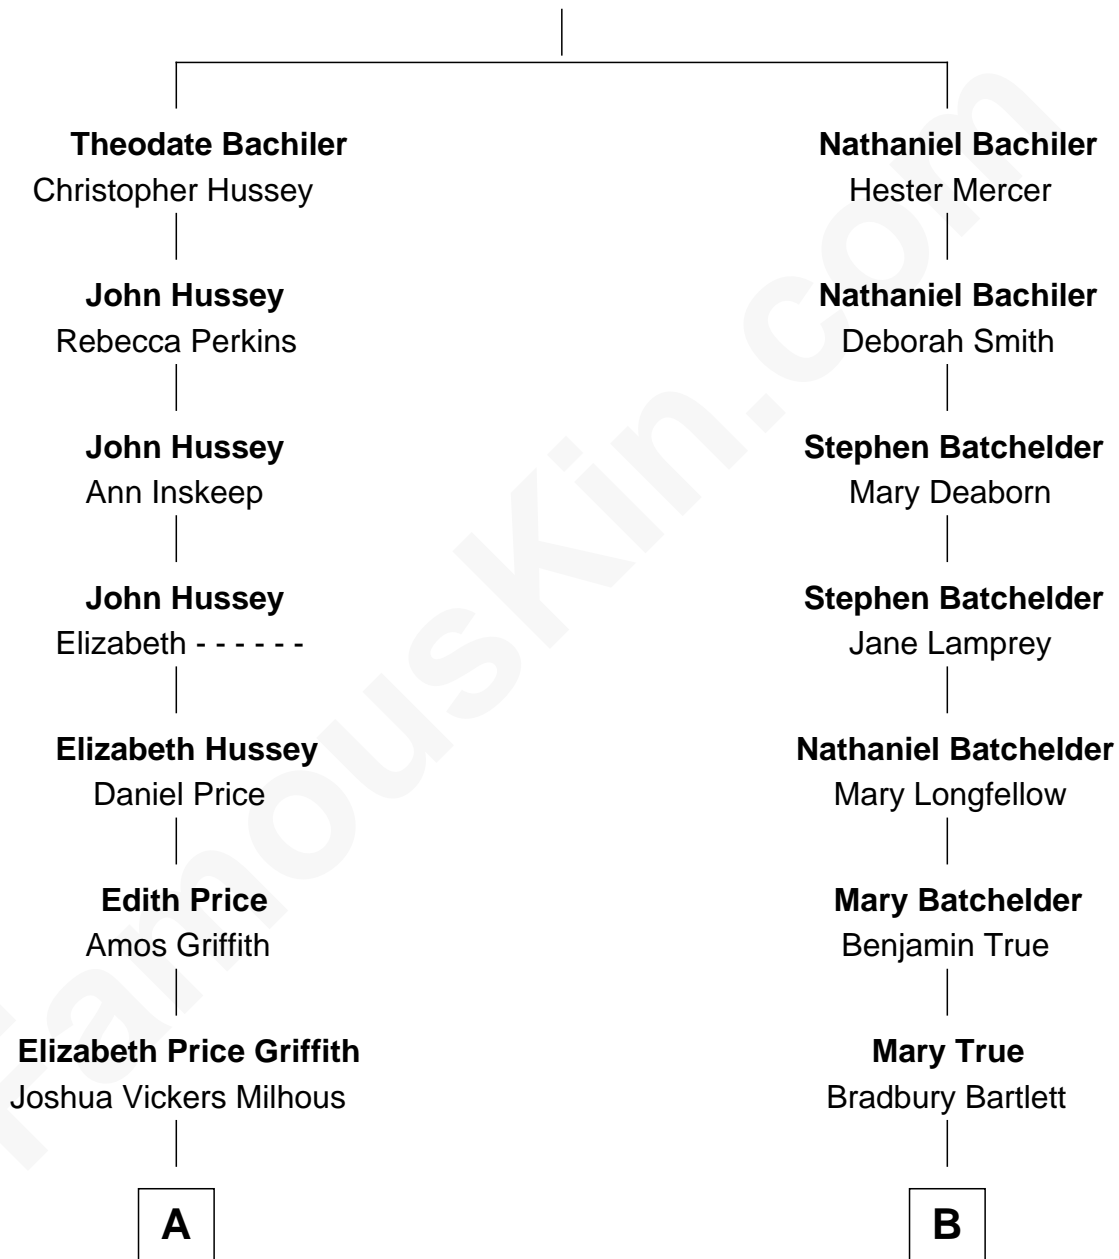 Theodate Bachiler
Christopher Hussey
John Hussey
Rebecca Perkins
John Hussey
Ann Inskeep
John Hussey
Elizabeth - - - - - -
Elizabeth Hussey
Daniel Price
Edith Price
Amos Griffith
Elizabeth Price Griffith
Joshua Vickers Milhous
A
Nathaniel Bachiler
Hester Mercer
Nathaniel Bachiler
Deborah Smith
Stephen Batchelder
Mary Deaborn
Stephen Batchelder
Jane Lamprey
Nathaniel Batchelder
Mary Longfellow
Mary Batchelder
Benjamin True
Mary True
Bradbury Bartlett
B
FamousKin.com